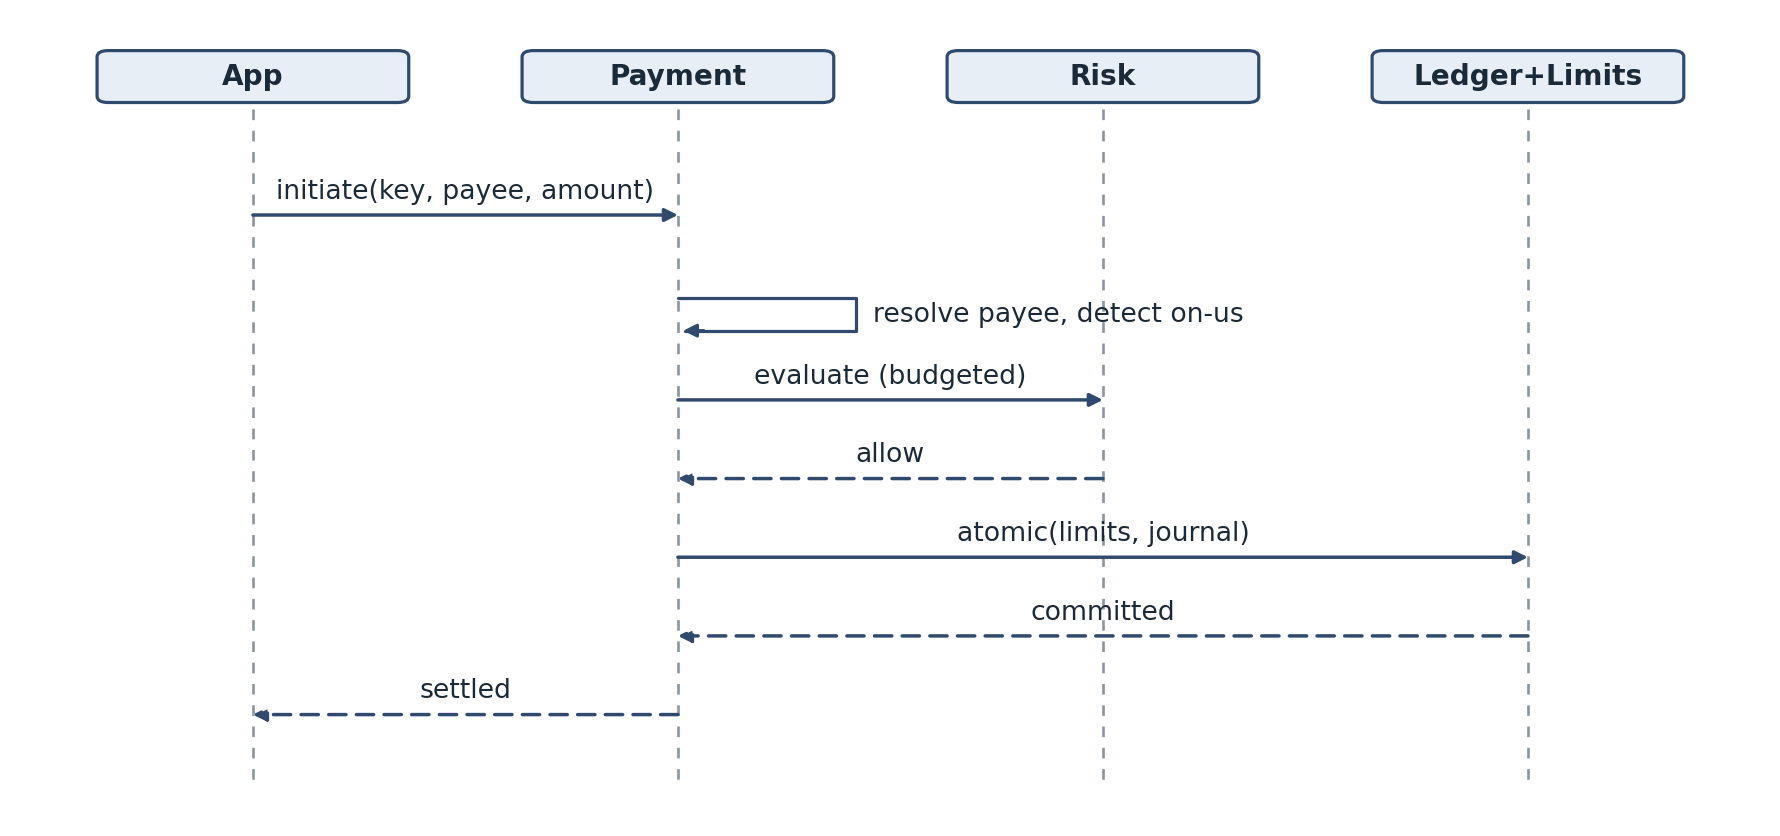 App
Payment
Risk
Ledger+Limits
initiate(key, payee, amount)
resolve payee, detect on-us
evaluate (budgeted)
allow
atomic(limits, journal)
committed
settled